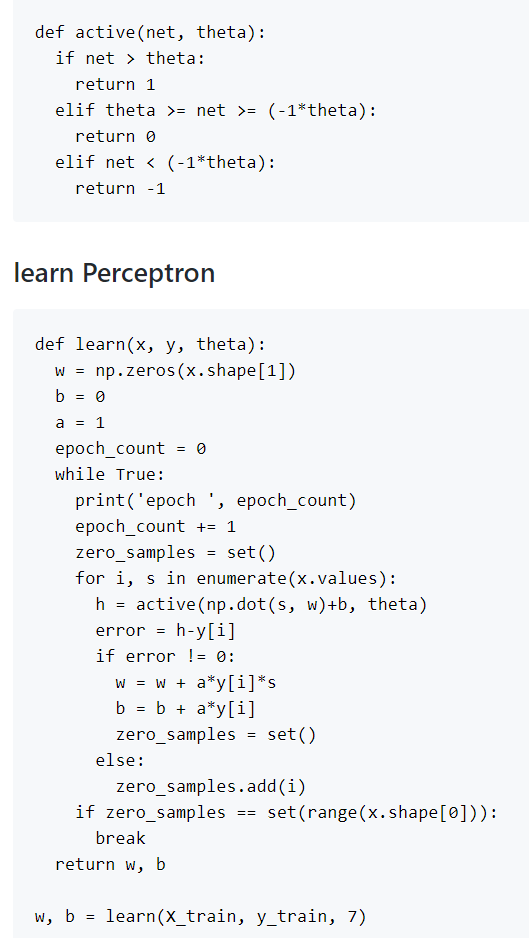 def active(net, theta):
  if net > theta:
    return 1
  elif theta >= net >= (-1*theta):
    return 0
  elif net < (-1*theta):
    return -1
learn Perceptron
def learn(x, y, theta):
  w = np.zeros(x.shape[1])
  b = 0
  a = 1
  epoch_count = 0
  while True:
    print('epoch ', epoch_count)
    epoch_count += 1
    zero_samples = set()
    for i, s in enumerate(x.values):
      h = active(np.dot(s, w)+b, theta)
      error = h-y[i]
      if error != 0:
        w = w + a*y[i]*s
        b = b + a*y[i]
        zero_samples = set()
      else:
        zero_samples.add(i)
    if zero_samples == set(range(x.shape[0])):
      break
  return w, b
w, b = learn(X_train, y_train, 7)